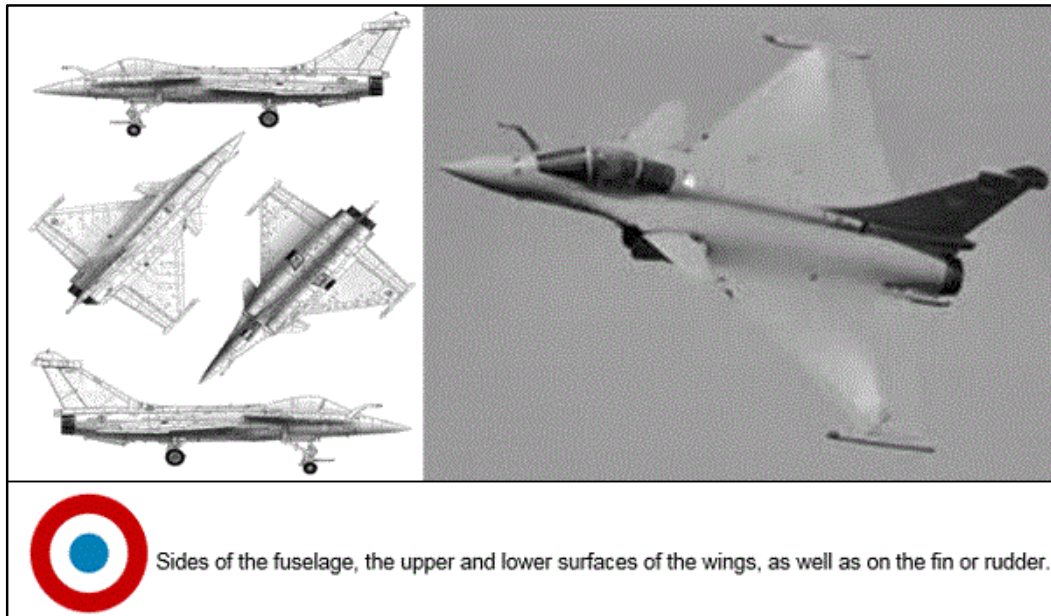 Sides of the fuselage, the upper and lower surfaces of the wings, as well as on the fin or rudder.